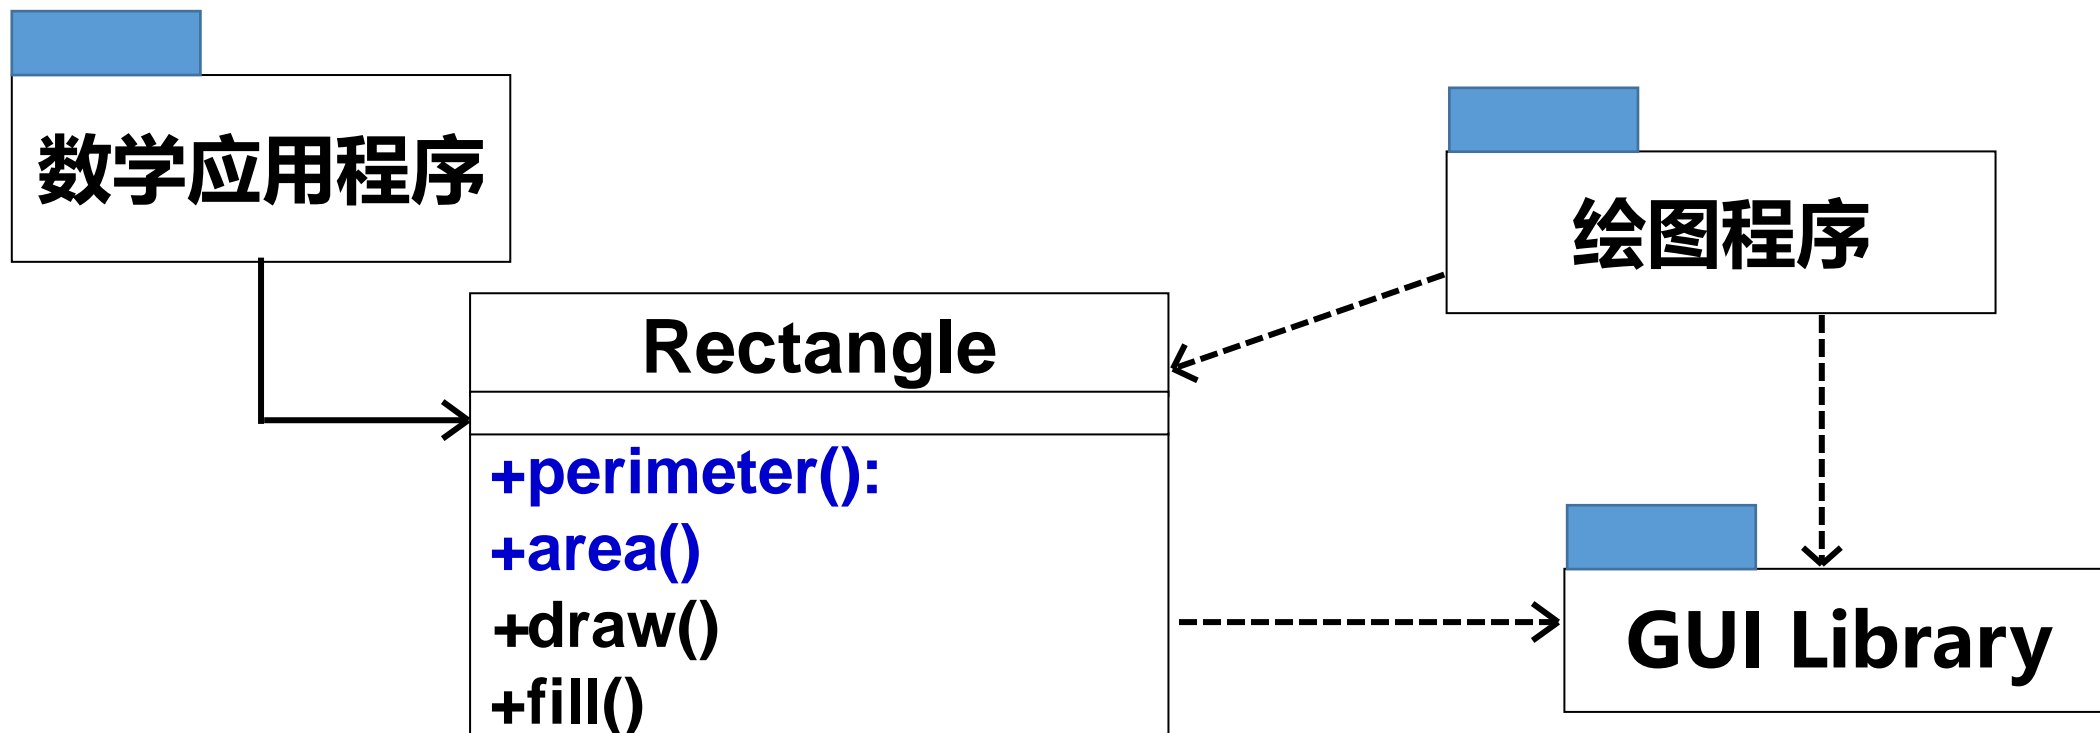 数学应用程序
绘图程序
Rectangle
+perimeter():
+area()
+draw()
+fill()
GUI Library